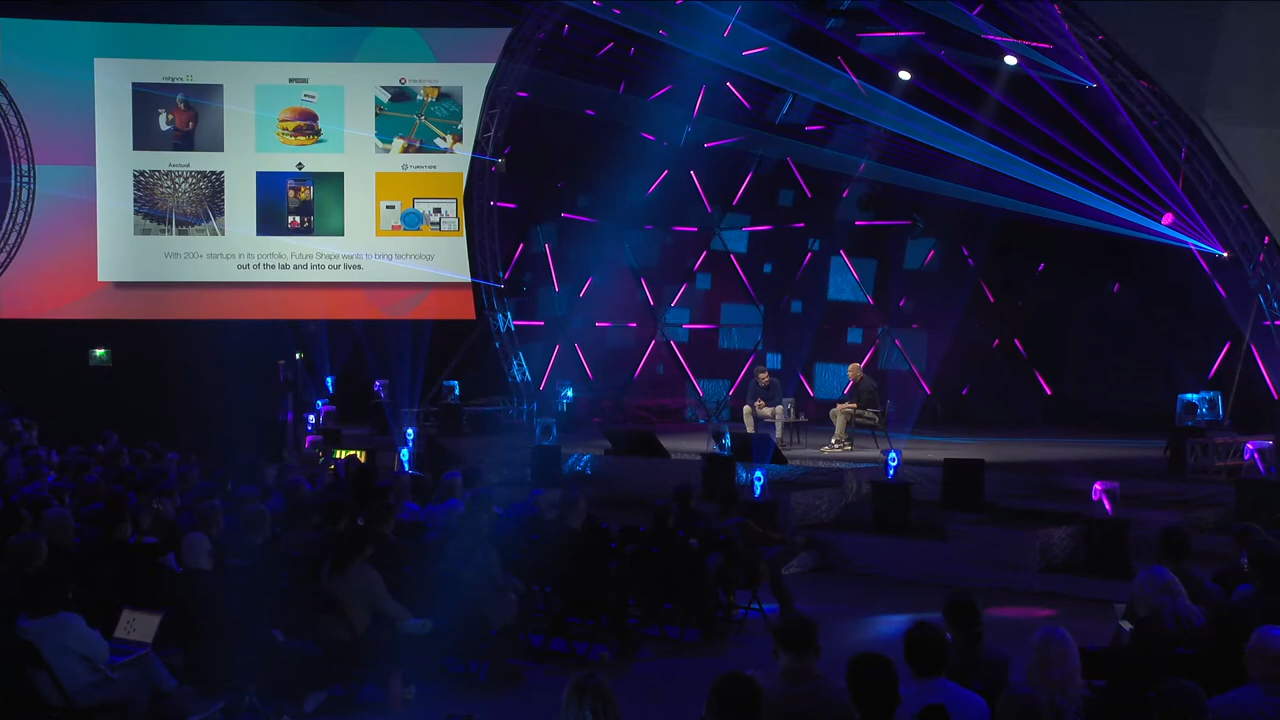 IMPOSSIBLE
Aectual
TURNTIDE
With 200+ startups in its portfolio, Future Shape wants to bring technology
out of the lab and into our lives.